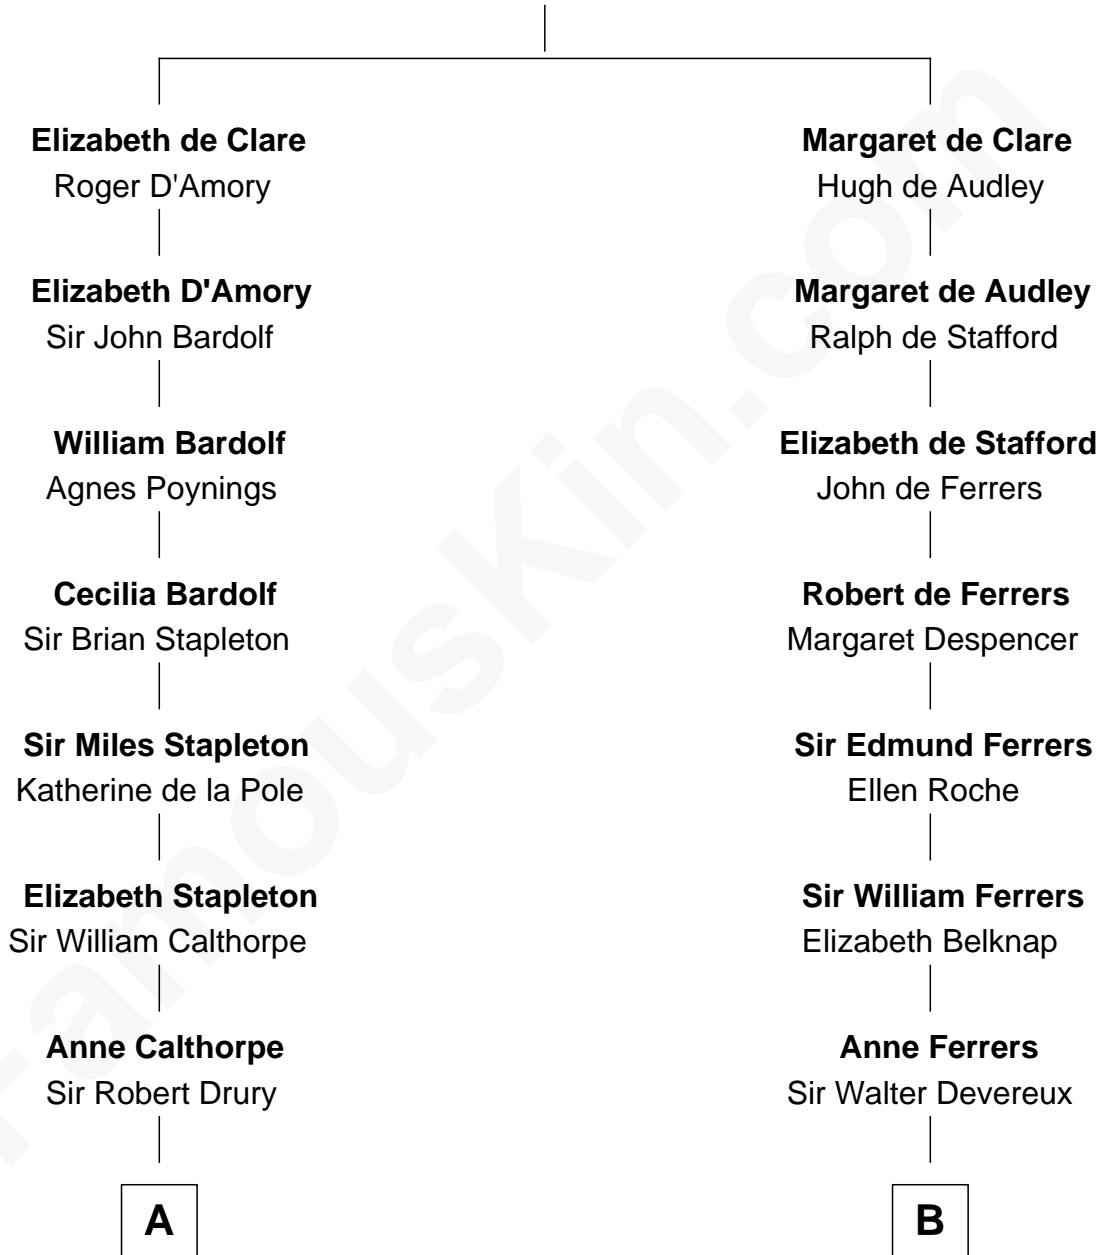 Elizabeth de Clare
Roger D'Amory
Elizabeth D'Amory
Sir John Bardolf
William Bardolf
Agnes Poynings
Cecilia Bardolf
Sir Brian Stapleton
Sir Miles Stapleton
Katherine de la Pole
Elizabeth Stapleton
Sir William Calthorpe
Anne Calthorpe
Sir Robert Drury
A
Margaret de Clare
Hugh de Audley
Margaret de Audley
Ralph de Stafford
Elizabeth de Stafford
John de Ferrers
Robert de Ferrers
Margaret Despencer
Sir Edmund Ferrers
Ellen Roche
Sir William Ferrers
Elizabeth Belknap
Anne Ferrers
Sir Walter Devereux
B
FamousKin.com